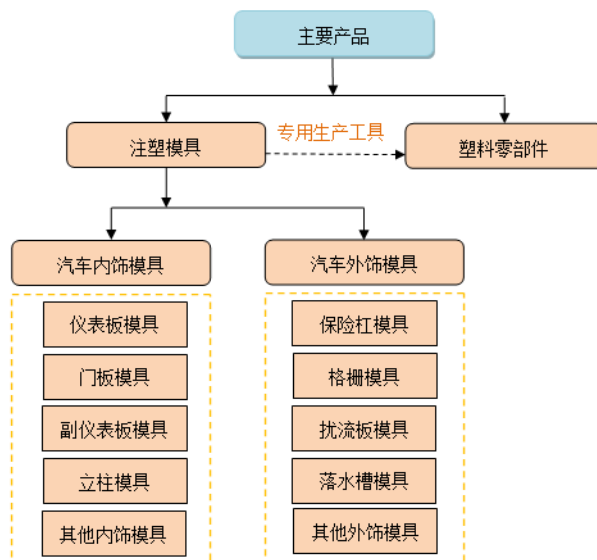 主要产品
注塑模具
专用生产工具
塑料零部件
汽车内饰模具
汽车外饰模具
仪表板模具
门板模具
副仪表板模具
立柱模具
其他内饰模具
保险杠模具
格栅模具
扰流板模具
落水槽模具
其他外饰模具